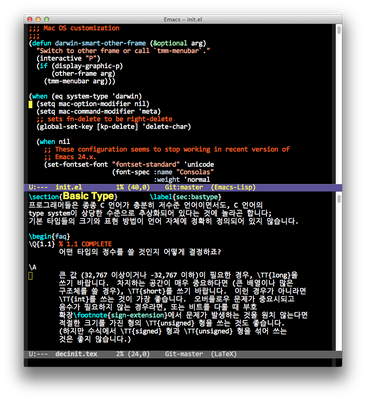 Emacs – init.el
;;; Mac OS customization
;;;
(defun darwin-smart-other-frame (&optional arg)
"Switch to other frame or call `tmm-menubar'."
(interactive "P")
(if (display-graphic-p)
(other-frame arg)
(tmm-menubar arg)))
(when (eq system-type 'darwin)
(setq mac-option-modifier nil)
(setq mac-command-modifier 'meta)
;; sets fn-delete to be right-delete
(global-set-key [kp-delete] 'delete-char)
(when nil
;; These configuration seems to stop working in recent version of
;; Emacs 24.x.
(set-fontset-font "fontset-standard" 'unicode
(font-spec :name "Consolas"
:weight 'normal
U:--- init.el 1% (40,0) Git-master (Emacs-Lisp)
\section{Basic Type} \label{sec:bastype}
프로그래머들은 종종 C 언어가 충분히 저수준 언어이면서도, C 언어의
type system이 상당한 수준으로 추상화되어 있다는 것에 놀라곤 합니다;
기본 타입들의 크기와 표현 방법이 언어 자체에 정확히 정의되어 있지 않습니다.
\begin{faq}
\Q{1.1} % 1.1 COMPLETE
어떤 타입의 정수를 쓸 것인지 어떻게 결정하죠?
\A
큰 값 (32,767 이상이거나 -32,767 이하)이 필요한 경우, \TT{long}을
쓰기 바랍니다. 차지하는 공간이 매우 중요하다면 (큰 배열이나 많은
구조체를 쓸 경우), \TT{short}를 쓰기 바랍니다. 이런 경우가 아니라면
\TT{int}를 쓰는 것이 가장 좋습니다. 오버플로우 문제가 중요시되고
음수가 필요하지 않는 경우라면, 또는 비트를 다룰 때 부호
확장\footnote{sign-extension}에서 문제가 발생하는 것을 원치 않는다면
적절한 크기를 가진 형의 \TT{unsigned} 형을 쓰는 것도 좋습니다.
(하지만 수식에서 \TT{signed} 형과 \TT{unsigned} 형을 섞어 쓰는
것은 좋지 않습니다.)
U:--- decinit.tex 2% (24,0) Git-master (LaTeX)